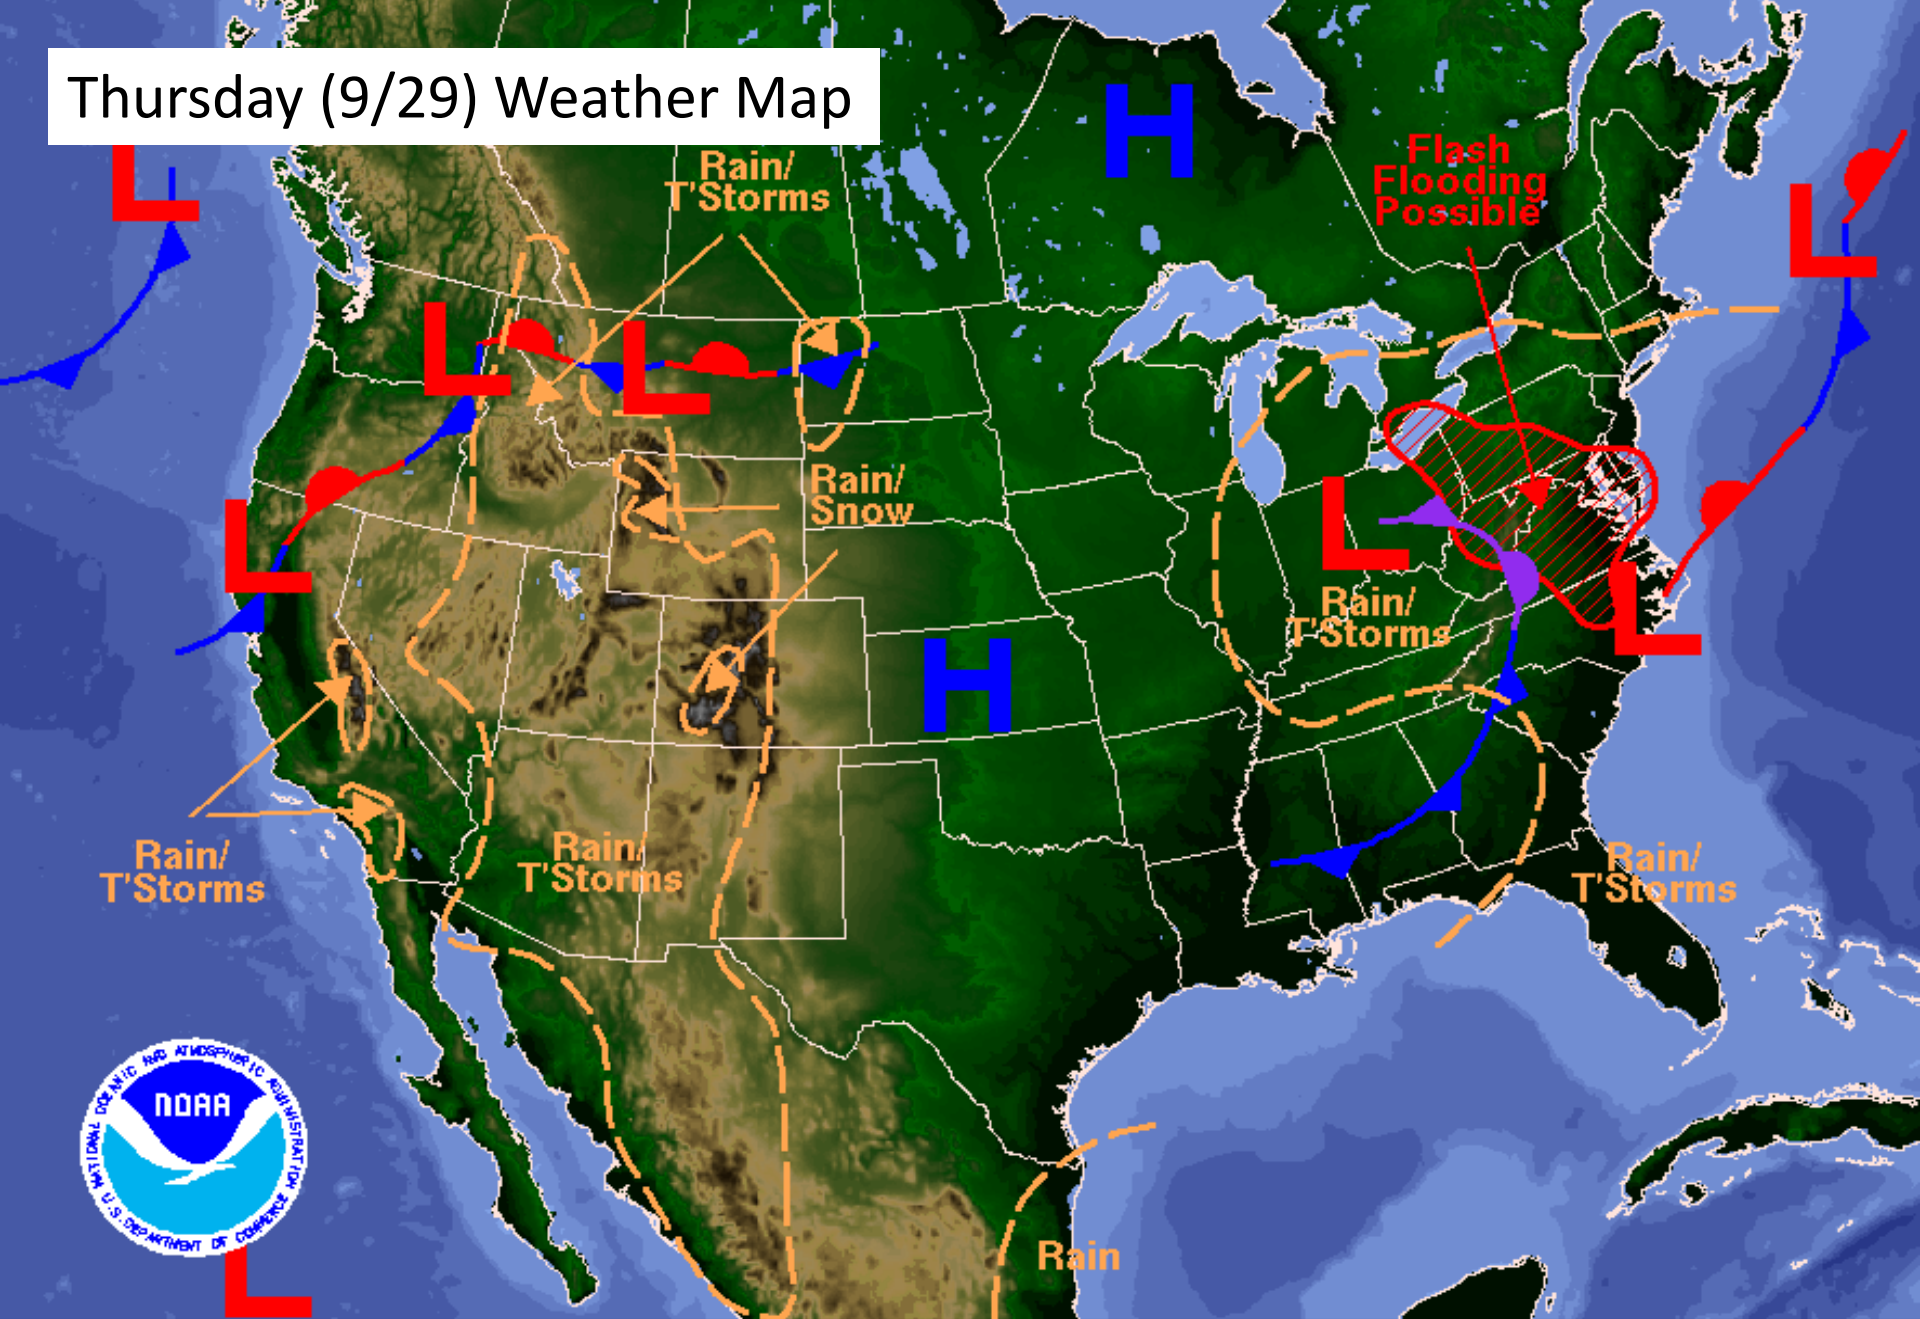 Thursday (9/29) Weather Map
H
Flash
Flooding
Possible
Rain/
T'Storms
L
L
L
L
Rain/
Snow
L
L
Rain/
T'Storms
L
H
Rain/
T'Storms
Rain/
T'Storms
Rain/
T'Storms
NATIONAL OCEANIC AND ATMOSPHERIC ADMINISTRATION
NOAA
U.S. DEPARTMENT OF COMMERCE
Rain
L